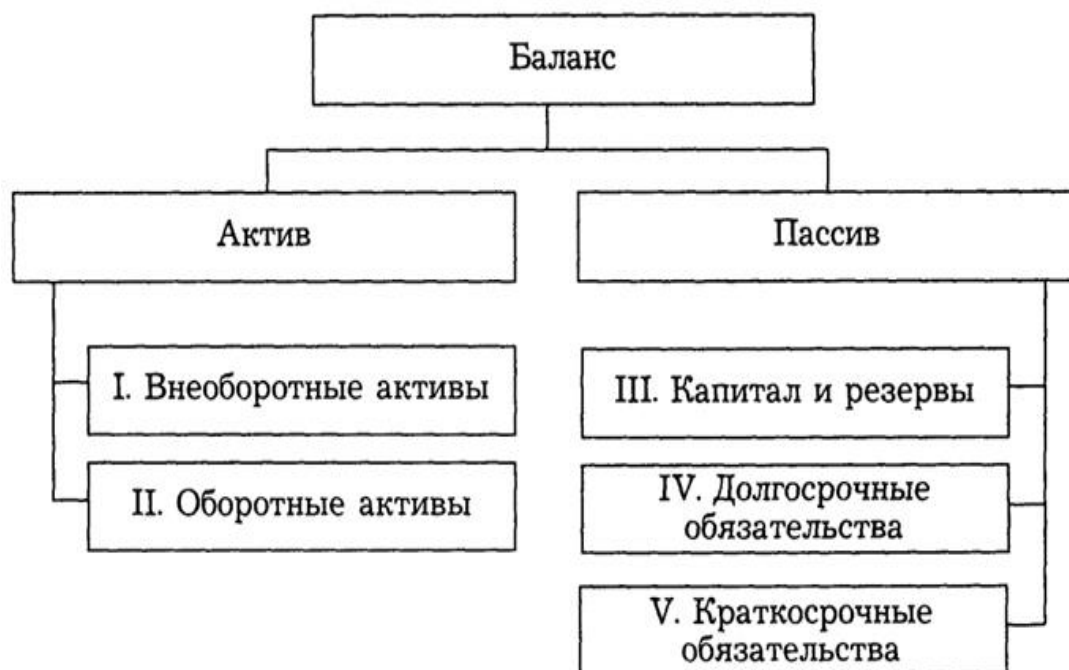 Баланс
Актив
Пассив
I. Внеоборотные активы
II. Оборотные активы
III. Капитал и резервы
IV. Долгосрочные
обязательства
V. Краткосрочные
обязательства